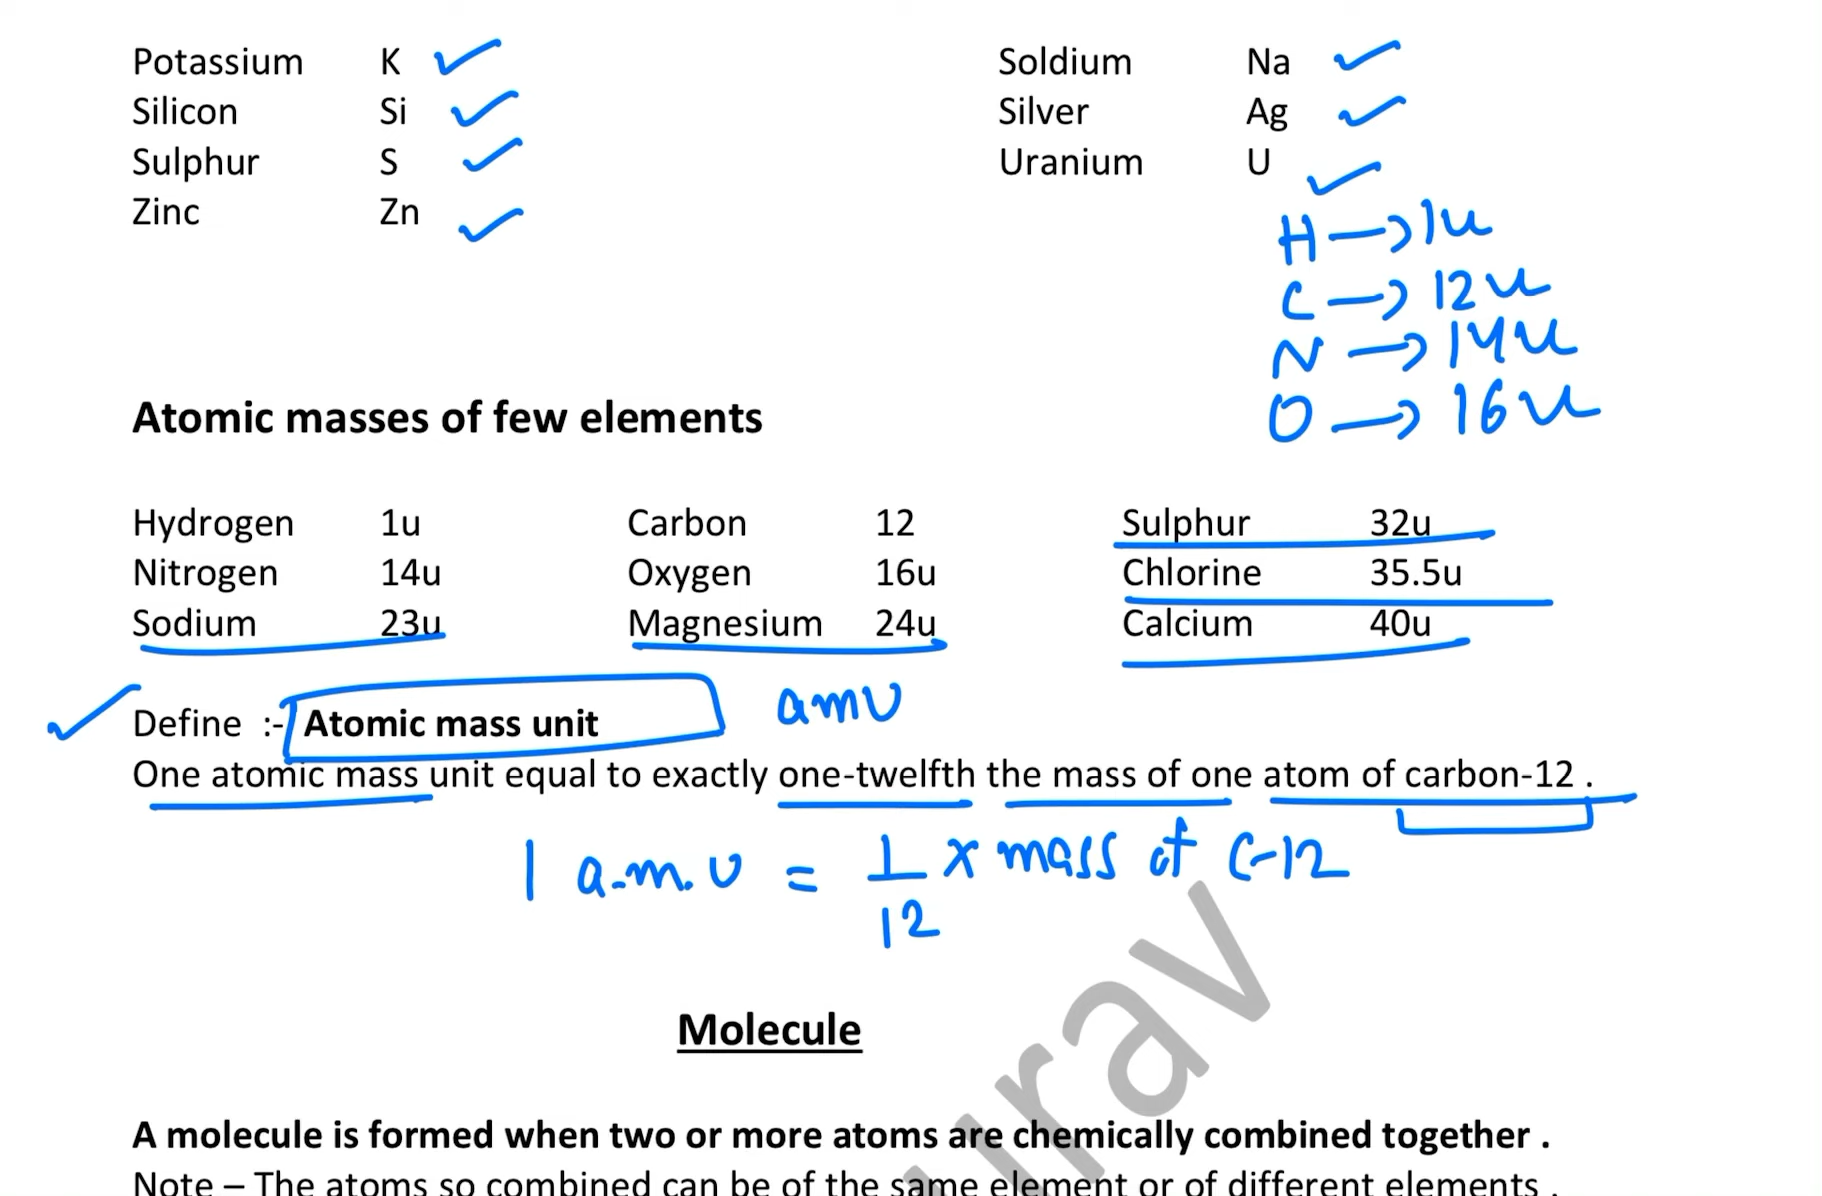 Potassium K Soldium Na
Silicon Si Silver Ag
Sulphur S Uranium U
Zinc Zn
H → 1u
C → 12u
N → 14u
O → 16u
Atomic masses of few elements
Hydrogen 1u Carbon 12 Sulphur 32u
Nitrogen 14u Oxygen 16u Chlorine 35.5u
Sodium 23u Magnesium 24u Calcium 40u
Define :- Atomic mass unit amu
One atomic mass unit equal to exactly one-twelfth the mass of one atom of carbon-12 .
1 a.m.u = 1/12 x mass of C-12
Molecule
A molecule is formed when two or more atoms are chemically combined together .
Note – The atoms so combined can be of the same element or of different elements .
urav